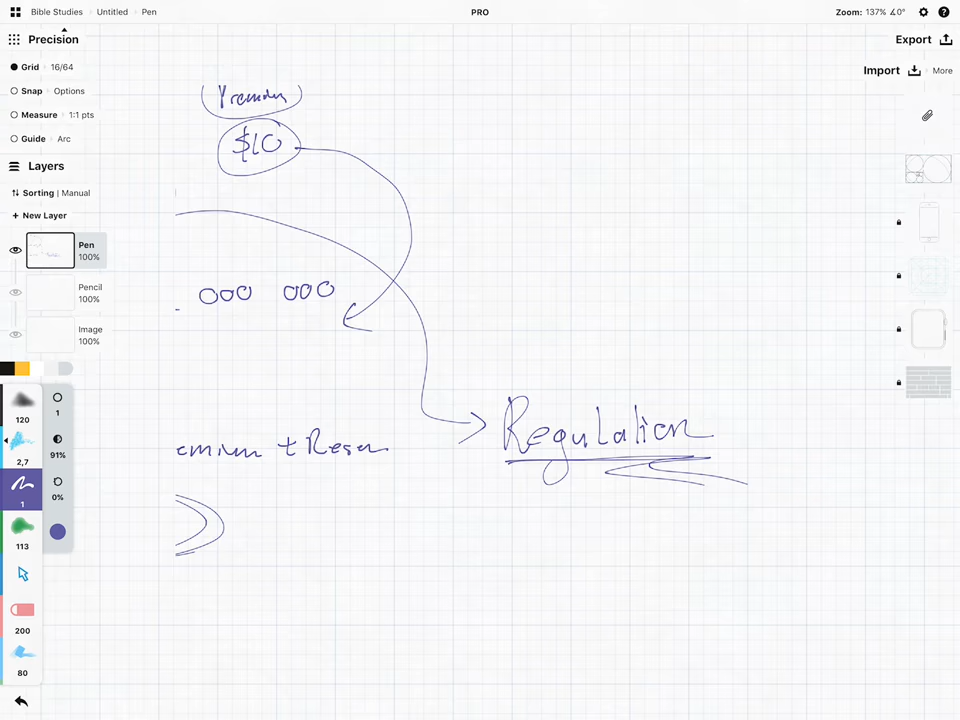 Bible Studies Untitled Pen PRO Zoom: 137% ∡0°
Precision Export
Grid 16/64 Import More
Snap Options
Measure 1:1 pts
Guide Arc
Layers
Sorting | Manual
+ New Layer
Pen
100%
Pencil
100%
Image
100%
120
2,7
1
113
200
80
1
91%
0%
$10
000 000
emium + Reser
Regulation